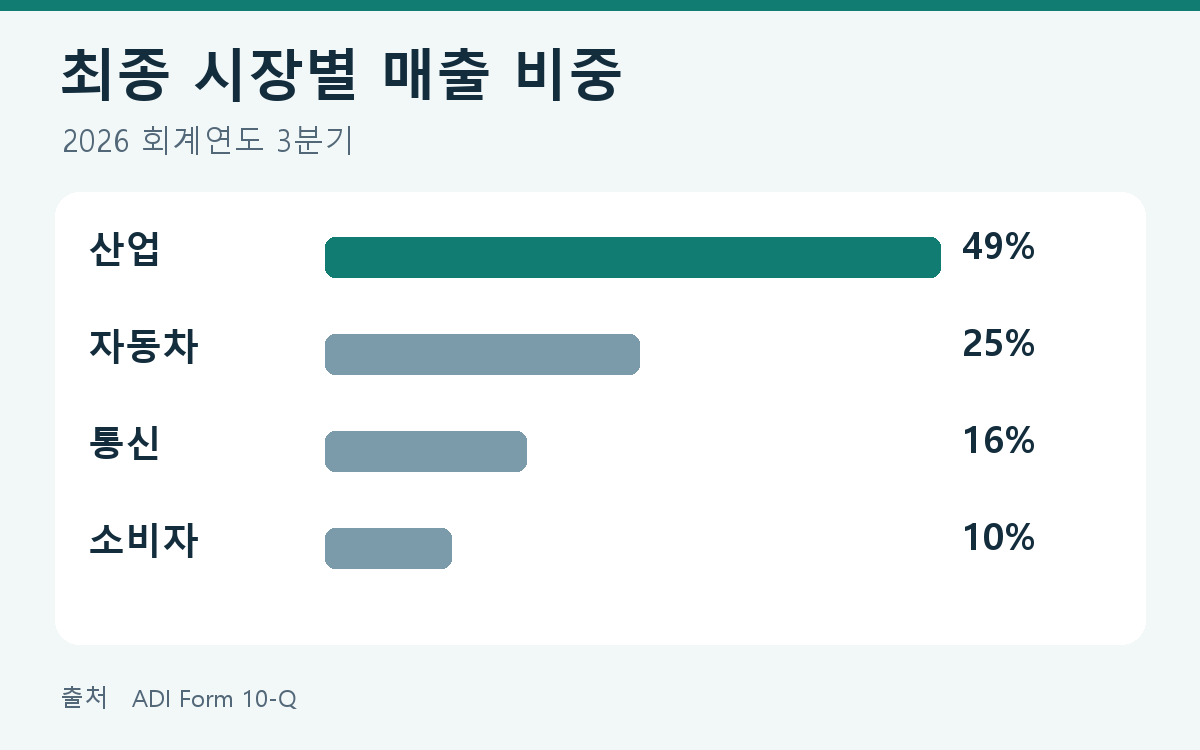 최종 시장별 매출 비중
2026 회계연도 3분기
산업 49%
자동차 25%
통신 16%
소비자 10%
출처 ADI Form 10-Q